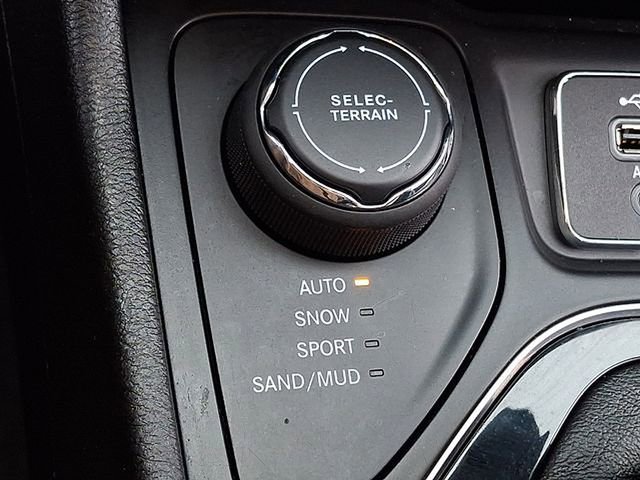 SELEC-
TERRAIN
AUTO
SNOW
SPORT
SAND/MUD